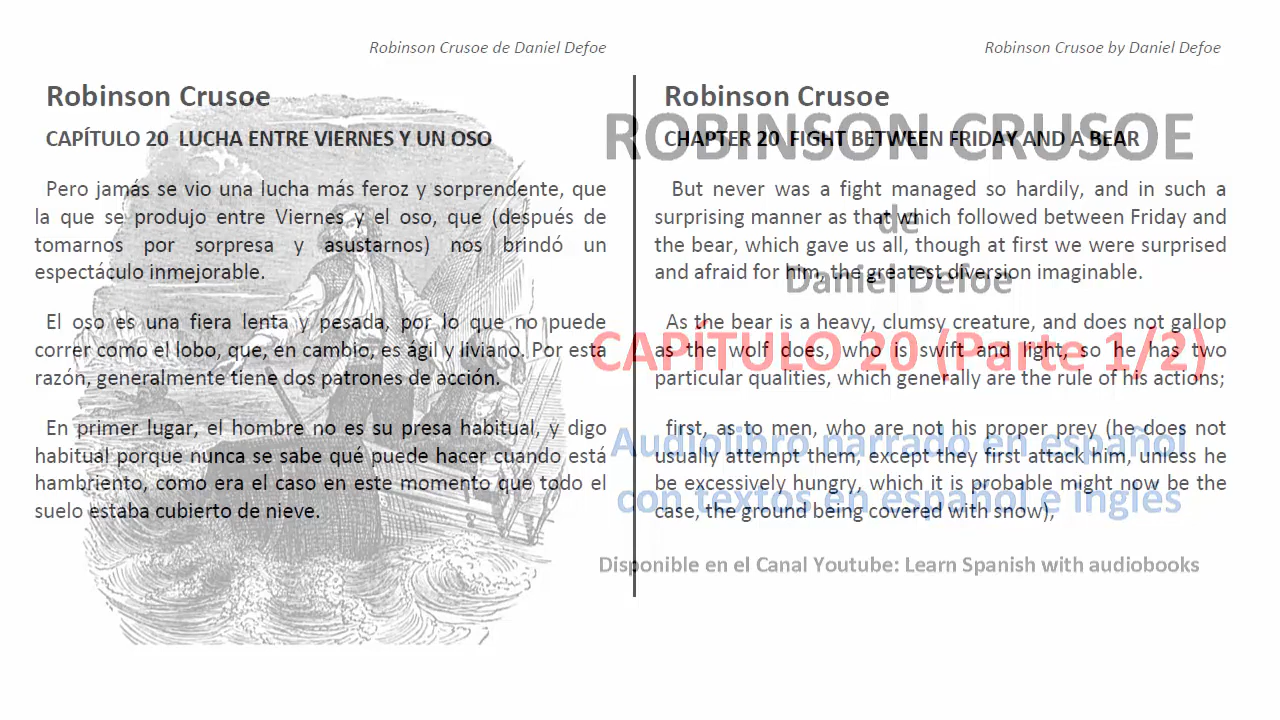 Robinson Crusoe de Daniel Defoe
Robinson Crusoe
CAPÍTULO 20 LUCHA ENTRE VIERNES Y UN OSO
Pero jamás se vio una lucha más feroz y sorprendente, que
la que se produjo entre Viernes y el oso, que (después de
tomarnos por sorpresa y asustarnos) nos brindó un
espectáculo inmejorable.
El oso es una fiera lenta y pesada, por lo que no puede
correr como el lobo, que, en cambio, es ágil y liviano. Por esta
razón, generalmente tiene dos patrones de acción.
En primer lugar, el hombre no es su presa habitual, y digo
habitual porque nunca se sabe qué puede hacer cuando está
hambriento, como era el caso en este momento que todo el
suelo estaba cubierto de nieve.
Robinson Crusoe by Daniel Defoe
Robinson Crusoe
CHAPTER 20 FIGHT BETWEEN FRIDAY AND A BEAR
But never was a fight managed so hardily, and in such a
surprising manner as that which followed between Friday and
the bear, which gave us all, though at first we were surprised
and afraid for him, the greatest diversion imaginable.
As the bear is a heavy, clumsy creature, and does not gallop
as the wolf does, who is swift and light, so he has two
particular qualities, which generally are the rule of his actions;
first, as to men, who are not his proper prey (he does not
usually attempt them, except they first attack him, unless he
be excessively hungry, which it is probable might now be the
case, the ground being covered with snow),
ROBINSON CRUSOE
de
Daniel Defoe
CAPÍTULO 20 (Parte 1/2)
Audiolibro narrado en español
con textos en español e inglés
Disponible en el Canal Youtube: Learn Spanish with audiobooks